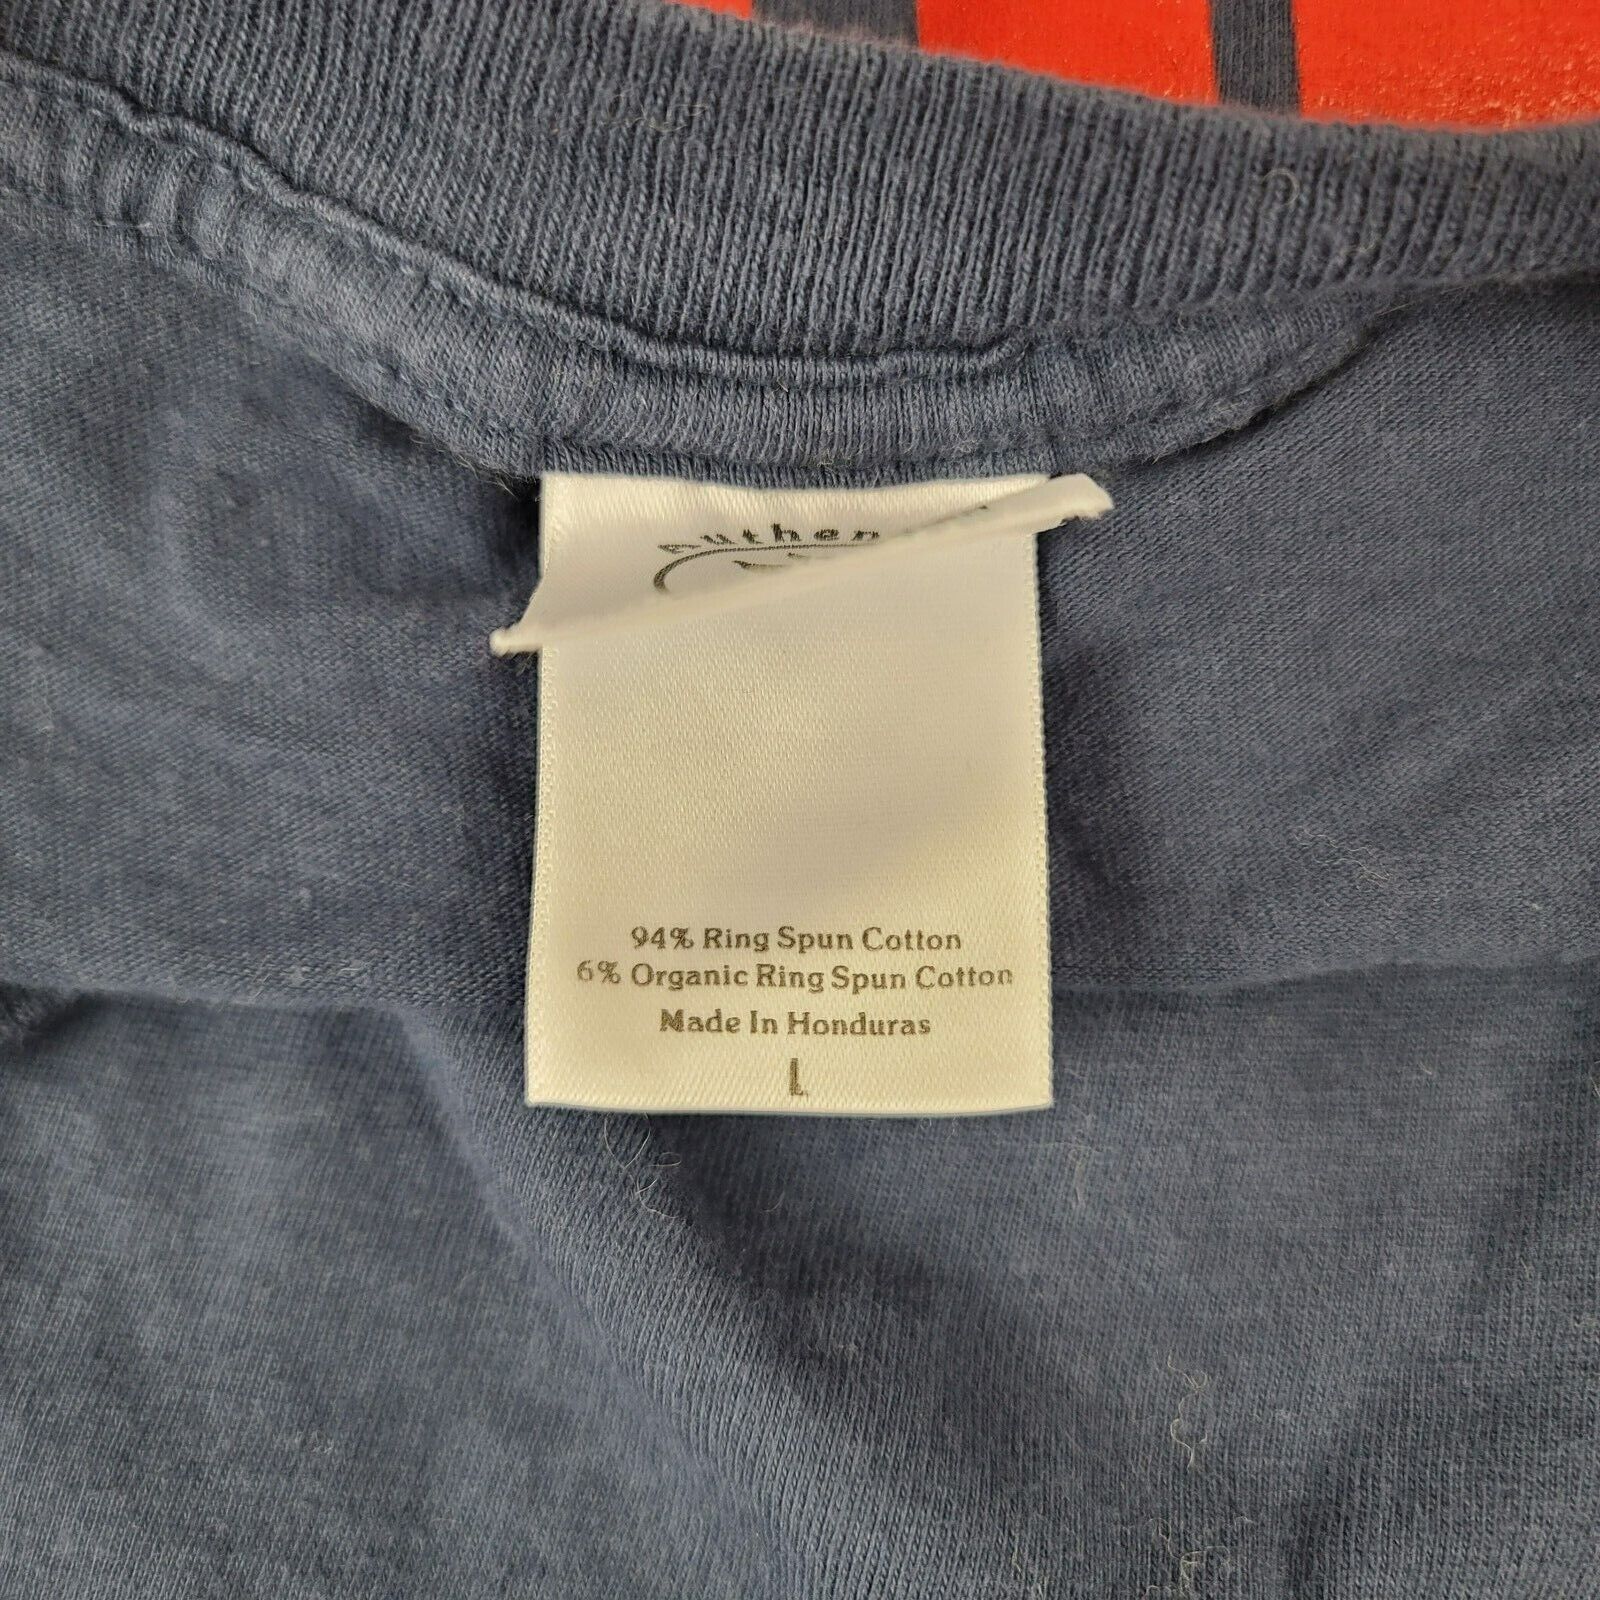 94% Ring Spun Cotton
6% Organic Ring Spun Cotton
Made In Honduras
L